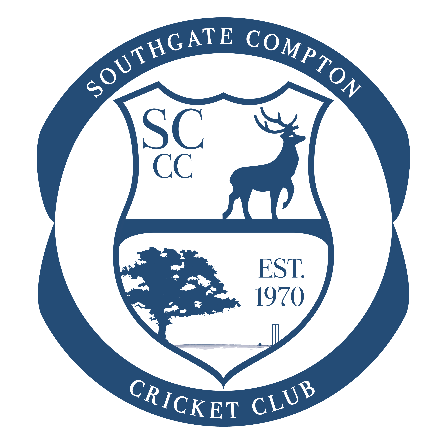 SOUTHGATE COMPTON
SC
CC
EST.
1970
CRICKET CLUB